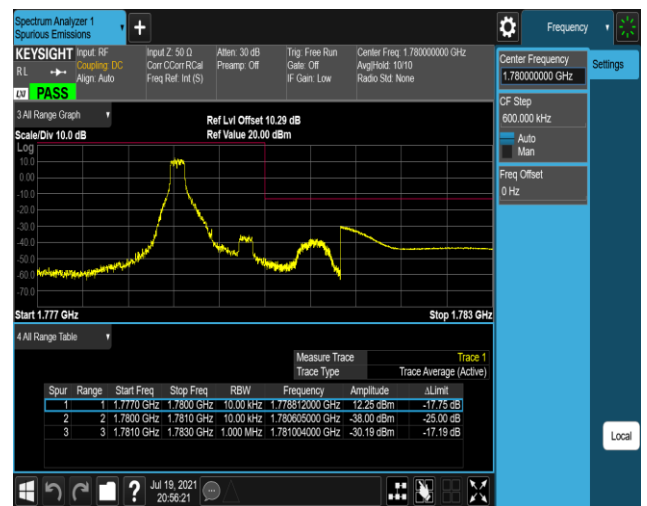 Spectrum Analyzer 1
Spurious Emissions
+
Frequency
KEYSIGHT
RL
LXI
PASS
Input: RF
Coupling: DC
Align: Auto
Input Z: 50 Ω
Corr CCorr RCal
Freq Ref: Int (S)
Atten: 30 dB
Preamp: Off
Trig: Free Run
Gate: Off
IF Gain: Low
Center Freq: 1.780000000 GHz
Avg|Hold: 10/10
Radio Std: None
Center Frequency
1.780000000 GHz
Settings
CF Step
600.000 kHz
Auto
Man
Freq Offset
0 Hz
3 All Range Graph
Scale/Div 10.0 dB
Ref Lvl Offset 10.29 dB
Ref Value 20.00 dBm
Log
10.0
0.00
-10.0
-20.0
-30.0
-40.0
-50.0
-60.0
-70.0
Start 1.777 GHz
Stop 1.783 GHz
4 All Range Table
Measure Trace Trace 1
Trace Type Trace Average (Active)
Spur Range Start Freq Stop Freq RBW Frequency Amplitude ΔLimit
1 1 1.7770 GHz 1.7800 GHz 10.00 kHz 1.778812000 GHz 12.25 dBm -17.75 dB
2 2 1.7800 GHz 1.7810 GHz 10.00 kHz 1.780605000 GHz -38.00 dBm -25.00 dB
3 3 1.7810 GHz 1.7830 GHz 1.000 MHz 1.781004000 GHz -30.19 dBm -17.19 dB
Local
?
Jul 19, 2021
20:56:21